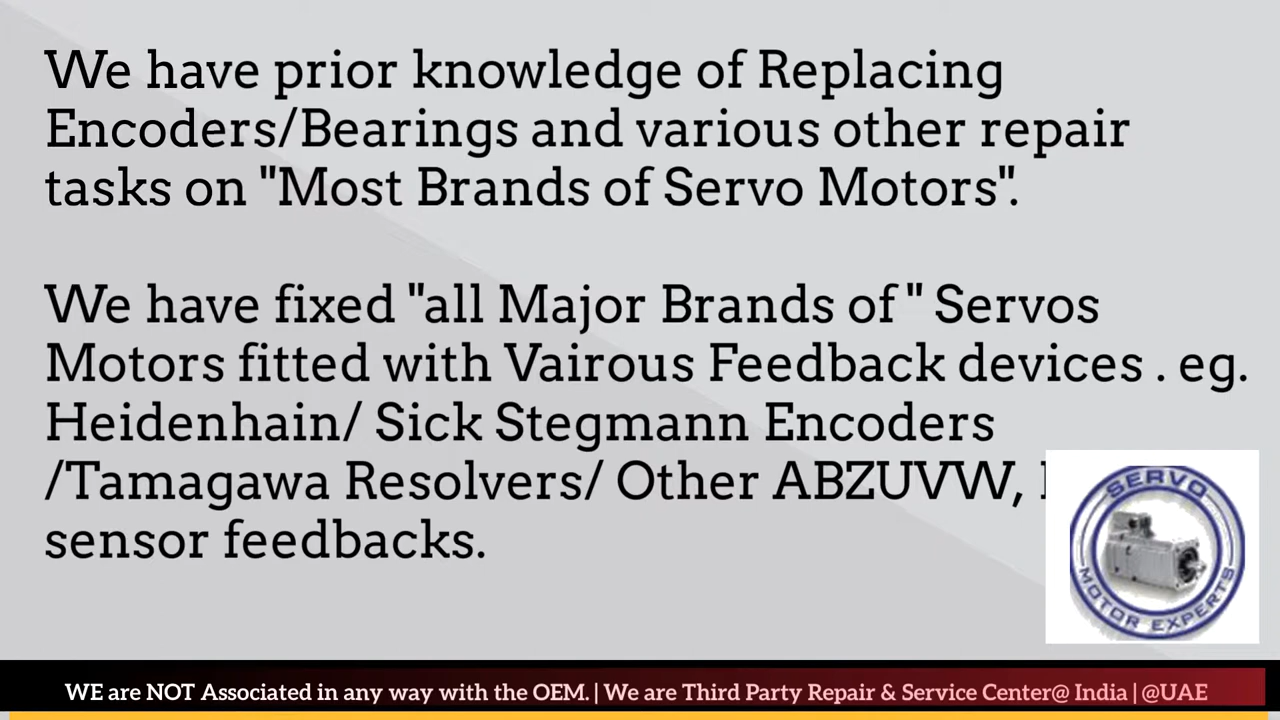 We have prior knowledge of Replacing
Encoders/Bearings and various other repair
tasks on "Most Brands of Servo Motors".
We have fixed "all Major Brands of " Servos
Motors fitted with Vairous Feedback devices . eg.
Heidenhain/ Sick Stegmann Encoders
/Tamagawa Resolvers/ Other ABZUVW,
sensor feedbacks.
SERVO
MOTOR EXPERTS
WE are NOT Associated in any way with the OEM. | We are Third Party Repair & Service Center@ India | @UAE